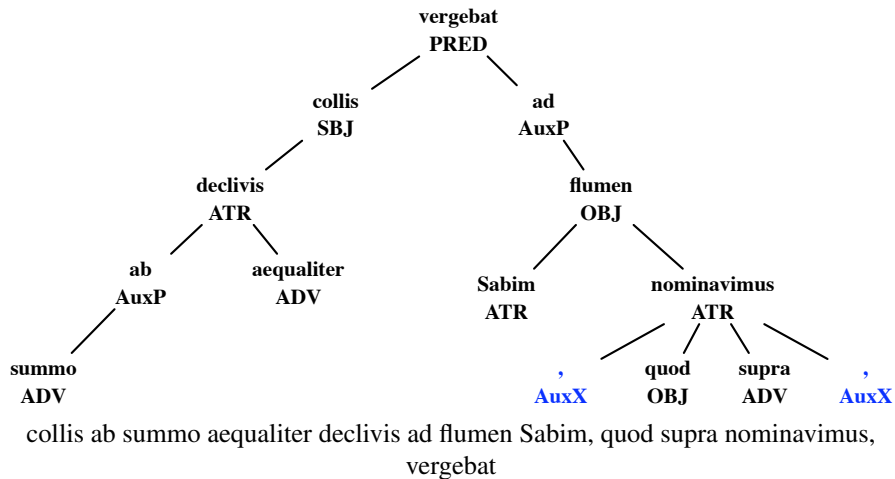 vergebat
PRED
collis ad
SBJ AuxP
declivis flumen
ATR OBJ
ab aequaliter Sabim nominavimus
AuxP ADV ATR ATR
summo , quod supra ,
ADV AuxX OBJ ADV AuxX
collis ab summo aequaliter declivis ad flumen Sabim, quod supra nominavimus,
vergebat